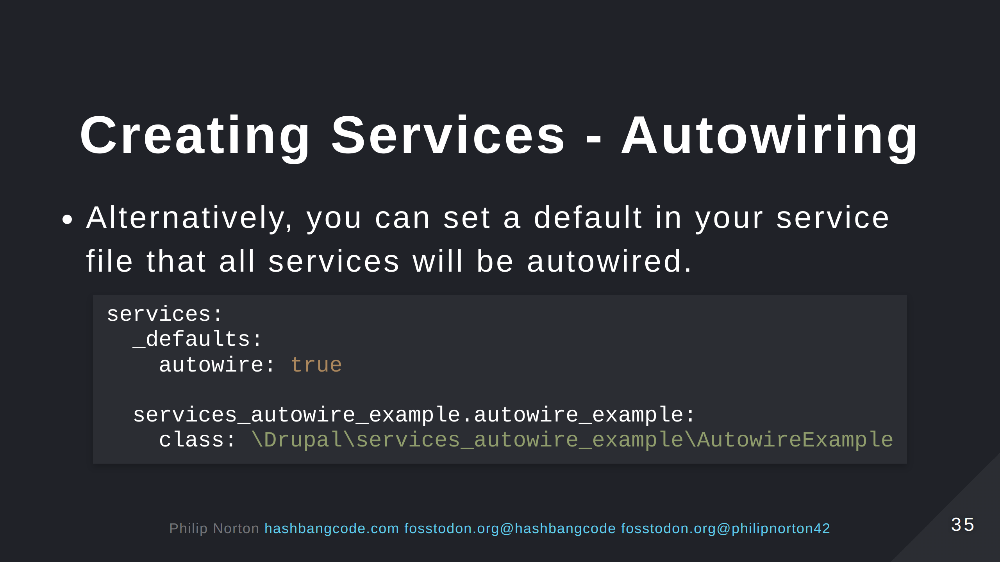 Creating Services - Autowiring
• Alternatively, you can set a default in your service
file that all services will be autowired.
services:
  _defaults:
    autowire: true

  services_autowire_example.autowire_example:
    class: \Drupal\services_autowire_example\AutowireExample
Philip Norton hashbangcode.com fosstodon.org@hashbangcode fosstodon.org@philipnorton42
35